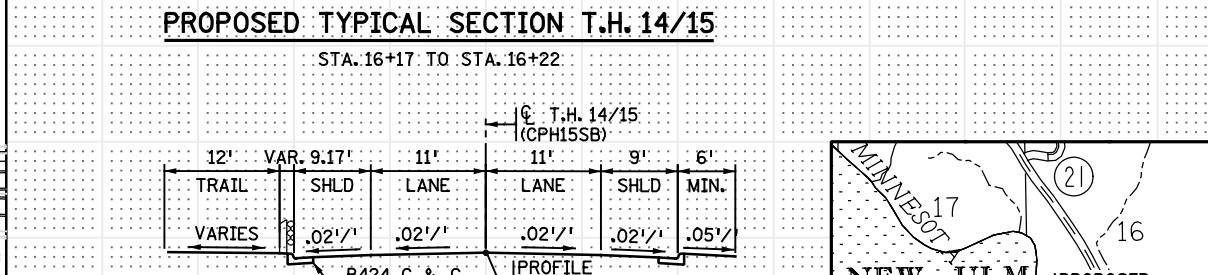 PROPOSED TYPICAL SECTION T.H. 14/15
STA. 16+17 TO STA. 16+22
℄ T.H. 14/15
(CPH15SB)
12' VAR. 9.17' 11' 11' 9' 6'
TRAIL SHLD LANE LANE SHLD MIN.
VARIES .02'/' .02'/' .02'/' .02'/' .05'/'
B424 C. & G. PROFILE
MINNESOT
21
17
16
NEW ULM
PROPOSED